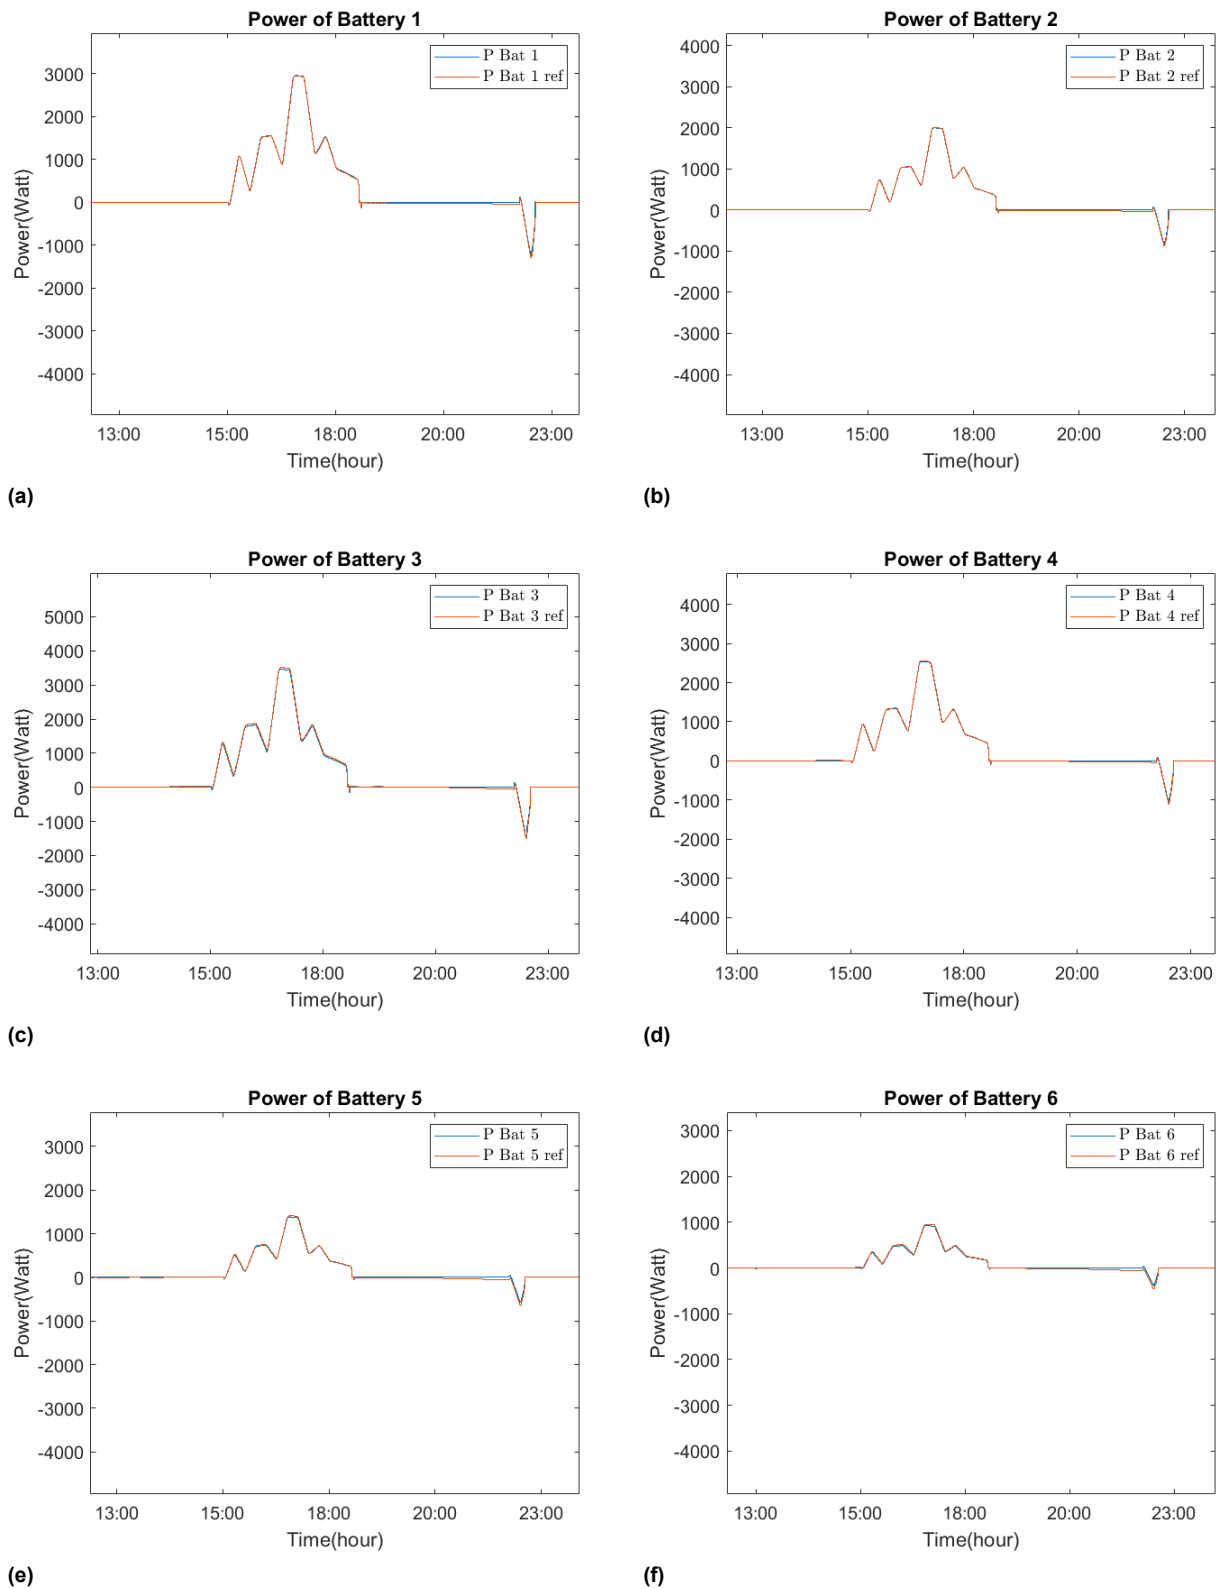 Power of Battery 1
P Bat 1
P Bat 1 ref
3000
2000
1000
0
-1000
-2000
-3000
-4000
Power(Watt)
13:00 15:00 18:00 20:00 23:00
Time(hour)
(a)
Power of Battery 2
P Bat 2
P Bat 2 ref
4000
3000
2000
1000
0
-1000
-2000
-3000
-4000
Power(Watt)
13:00 15:00 18:00 20:00 23:00
Time(hour)
(b)
Power of Battery 3
P Bat 3
P Bat 3 ref
5000
4000
3000
2000
1000
0
-1000
-2000
-3000
-4000
Power(Watt)
13:00 15:00 18:00 20:00 23:00
Time(hour)
(c)
Power of Battery 4
P Bat 4
P Bat 4 ref
4000
3000
2000
1000
0
-1000
-2000
-3000
-4000
Power(Watt)
13:00 15:00 18:00 20:00 23:00
Time(hour)
(d)
Power of Battery 5
P Bat 5
P Bat 5 ref
3000
2000
1000
0
-1000
-2000
-3000
-4000
Power(Watt)
13:00 15:00 18:00 20:00 23:00
Time(hour)
(e)
Power of Battery 6
P Bat 6
P Bat 6 ref
3000
2000
1000
0
-1000
-2000
-3000
-4000
Power(Watt)
13:00 15:00 18:00 20:00 23:00
Time(hour)
(f)